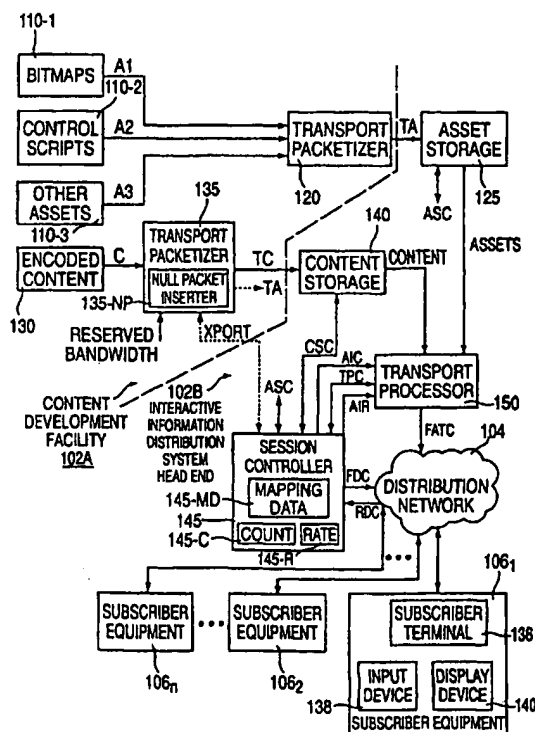 110-1
BITMAPS
A1
110-2
CONTROL
SCRIPTS
A2
OTHER
ASSETS
A3
110-3
TRANSPORT
PACKETIZER
120
TA
ASSET
STORAGE
125
ASC
ASSETS
ENCODED
CONTENT
130
C
135
TRANSPORT
PACKETIZER
NULL PACKET
INSERTER
135-NP
TC
TA
RESERVED
BANDWIDTH
XPORT
140
CONTENT
STORAGE
CONTENT
CSC
CONTENT
DEVELOPMENT
FACILITY
102A
102B
INTERACTIVE
INFORMATION
DISTRIBUTION
SYSTEM
HEAD END
ASC
AIC
TPC
AIR
TRANSPORT
PROCESSOR
150
FATC
104
SESSION
CONTROLLER
145-MD
MAPPING
DATA
145
COUNT
RATE
145-C
145-R
FDC
RDC
DISTRIBUTION
NETWORK
SUBSCRIBER
EQUIPMENT
106n
SUBSCRIBER
EQUIPMENT
1062
1061
SUBSCRIBER
TERMINAL
136
INPUT
DEVICE
138
DISPLAY
DEVICE
140
SUBSCRIBER EQUIPMENT